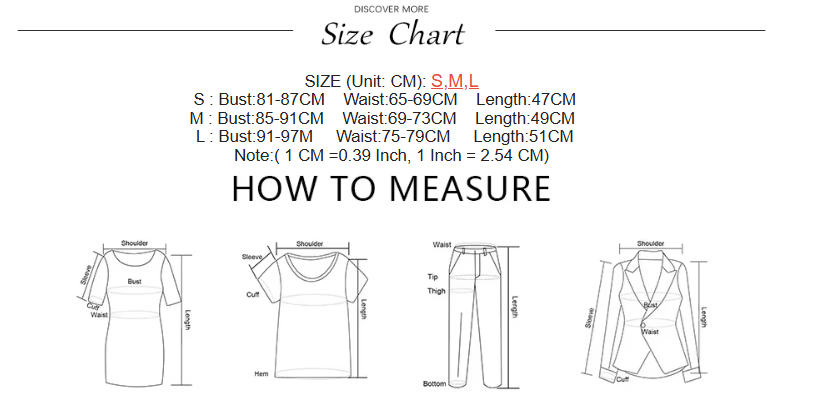 DISCOVER MORE
Size Chart
SIZE (Unit: CM): S,M,L
S : Bust:81-87CM Waist:65-69CM Length:47CM
M : Bust:85-91CM Waist:69-73CM Length:49CM
L : Bust:91-97M Waist:75-79CM Length:51CM
Note:( 1 CM =0.39 Inch, 1 Inch = 2.54 CM)
HOW TO MEASURE
Shoulder
Sleeve
Bust
Cuff
Waist
Length
Shoulder
Sleeve
Cuff
Length
Hem
Waist
Tip
Thigh
Length
Bottom
Shoulder
Bust
Sleeve
Waist
Length
Cuff